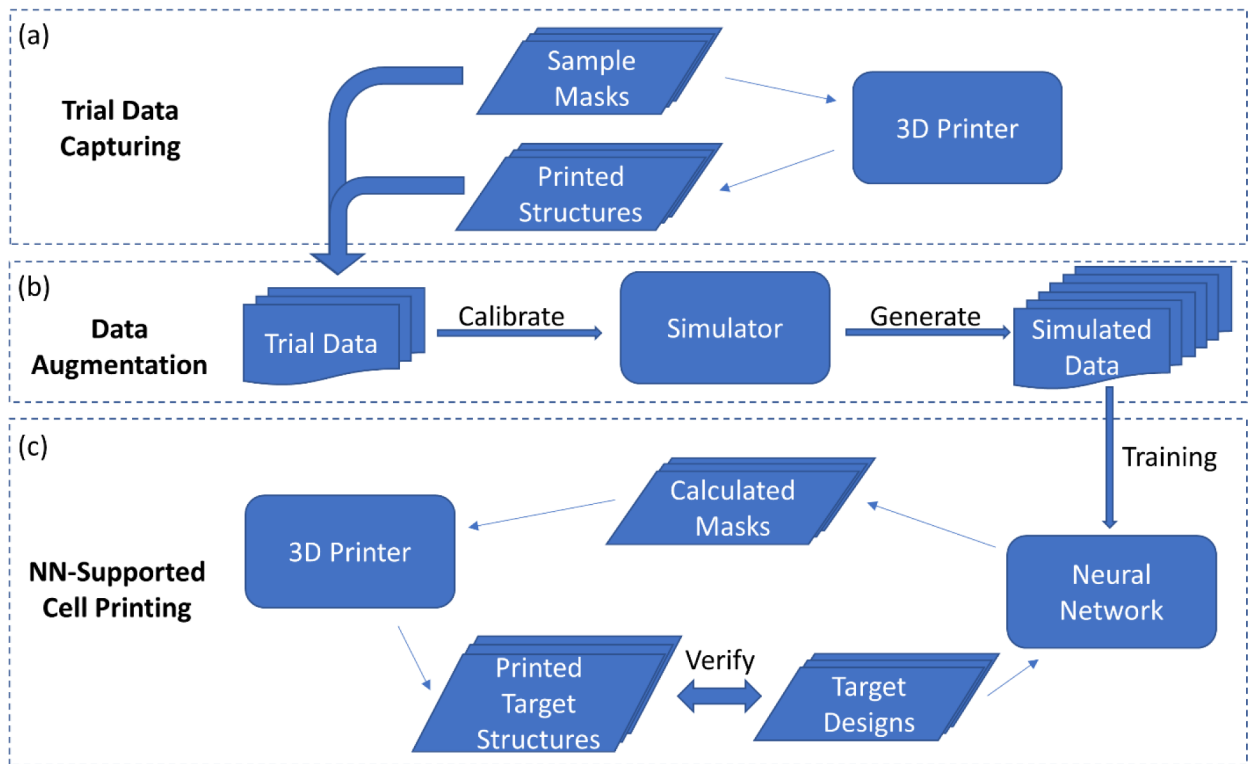 (a)
Trial Data
Capturing
Sample
Masks
3D Printer
Printed
Structures
(b)
Data
Augmentation
Trial Data
Calibrate
Simulator
Generate
Simulated
Data
(c)
Training
NN-Supported
Cell Printing
3D Printer
Calculated
Masks
Neural
Network
Printed
Target
Structures
Verify
Target
Designs